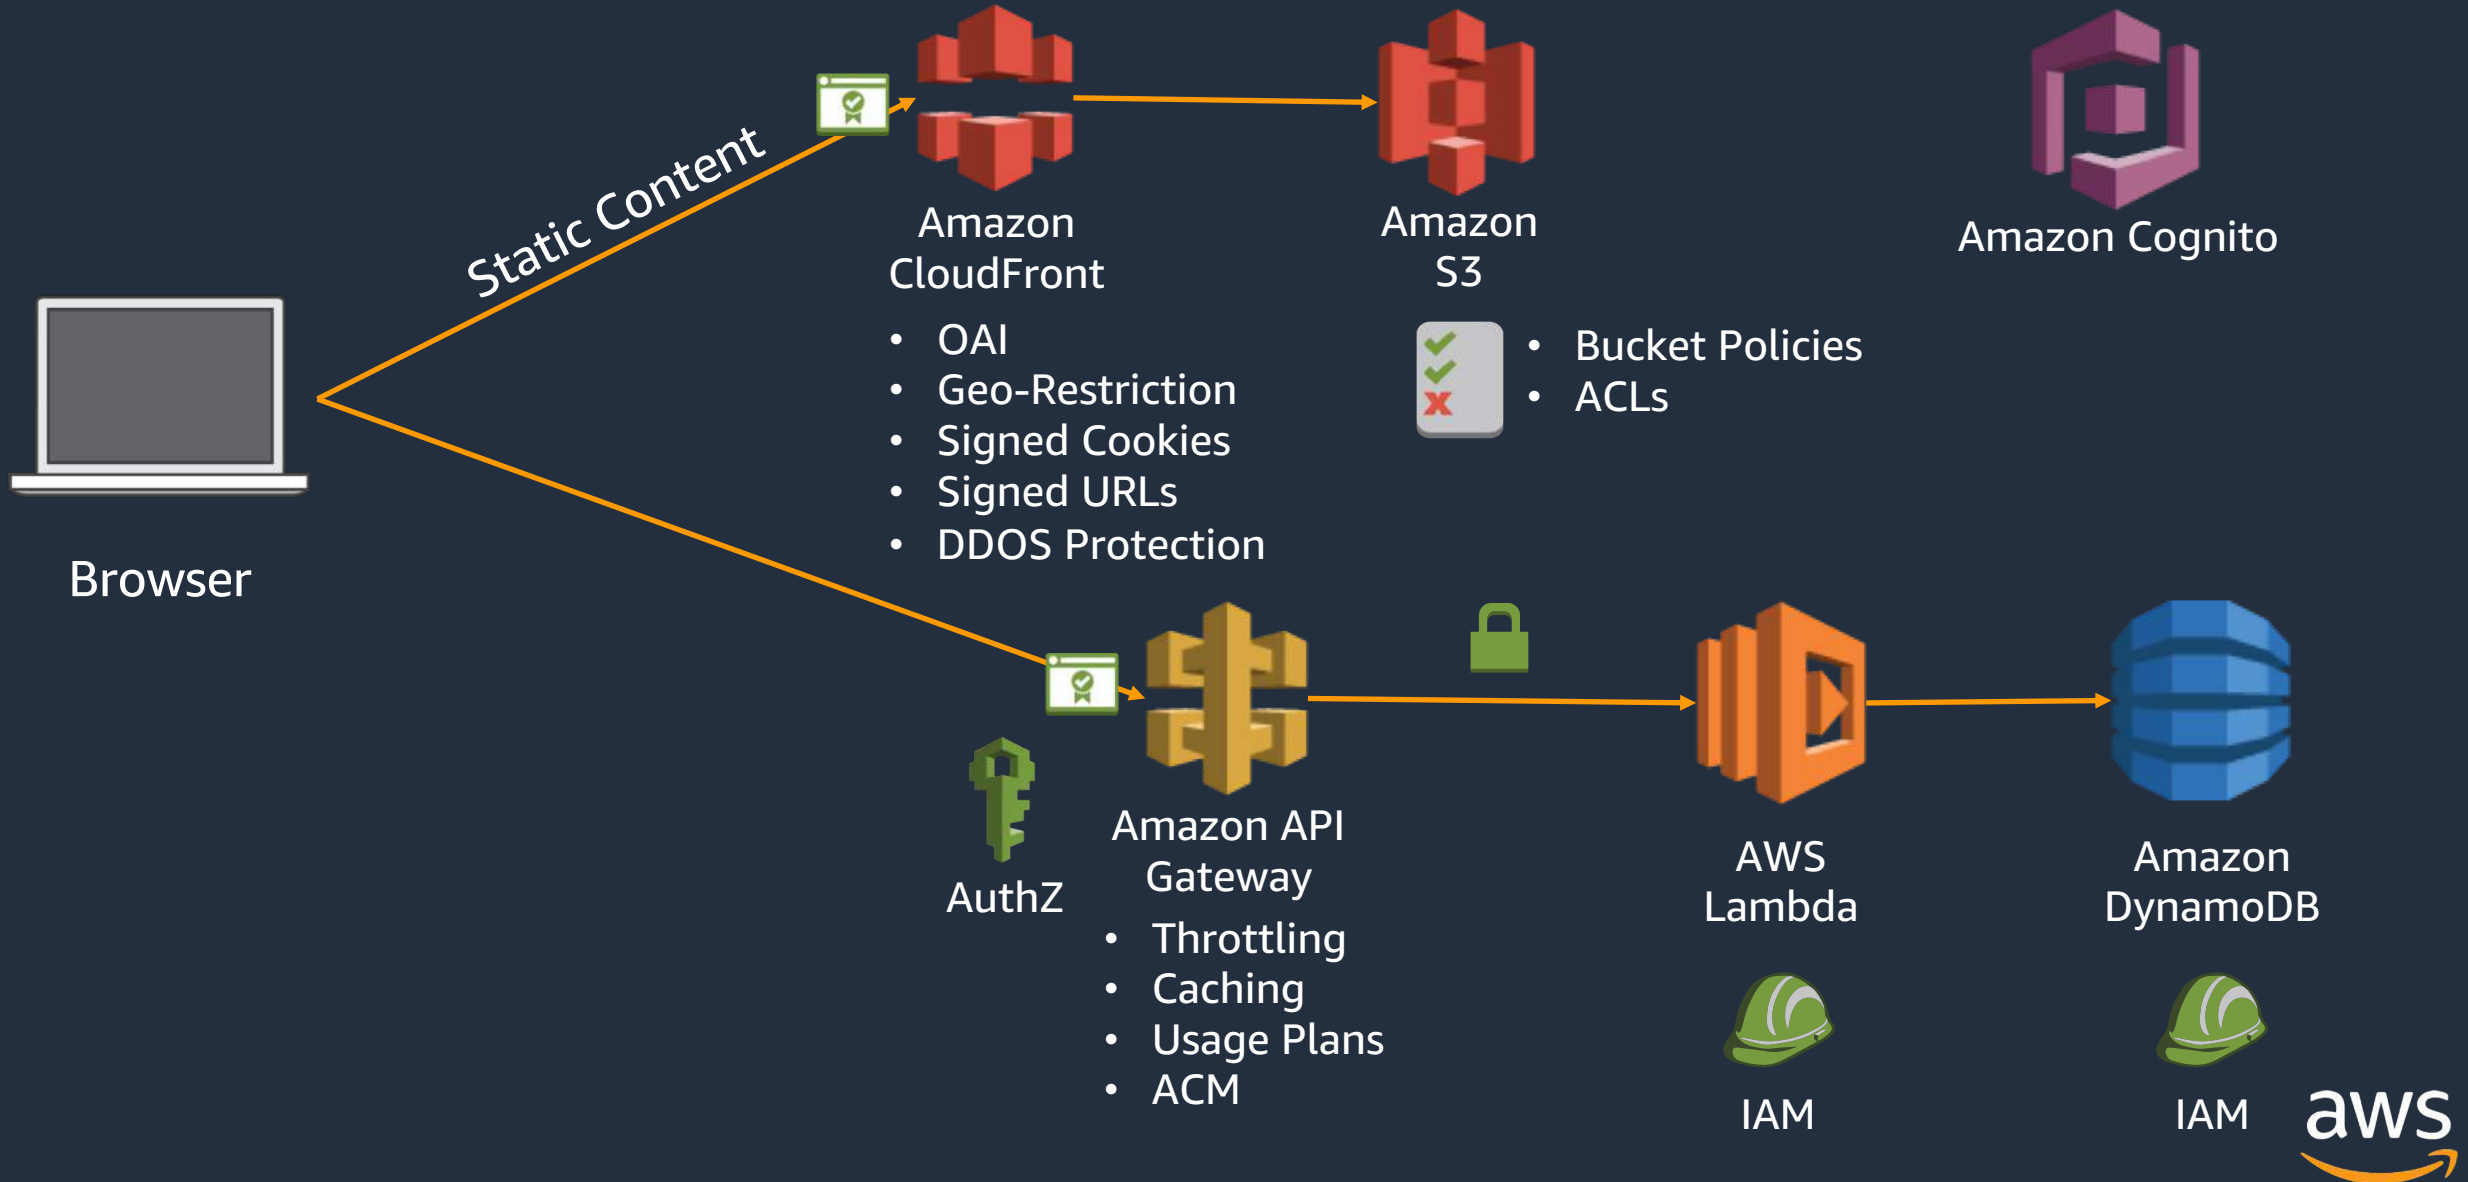 Static Content
Amazon
CloudFront
• OAI
• Geo-Restriction
• Signed Cookies
• Signed URLs
• DDOS Protection
Amazon
S3
• Bucket Policies
• ACLs
Amazon Cognito
Browser
AuthZ
Amazon API
Gateway
• Throttling
• Caching
• Usage Plans
• ACM
AWS
Lambda
IAM
Amazon
DynamoDB
IAM
aws